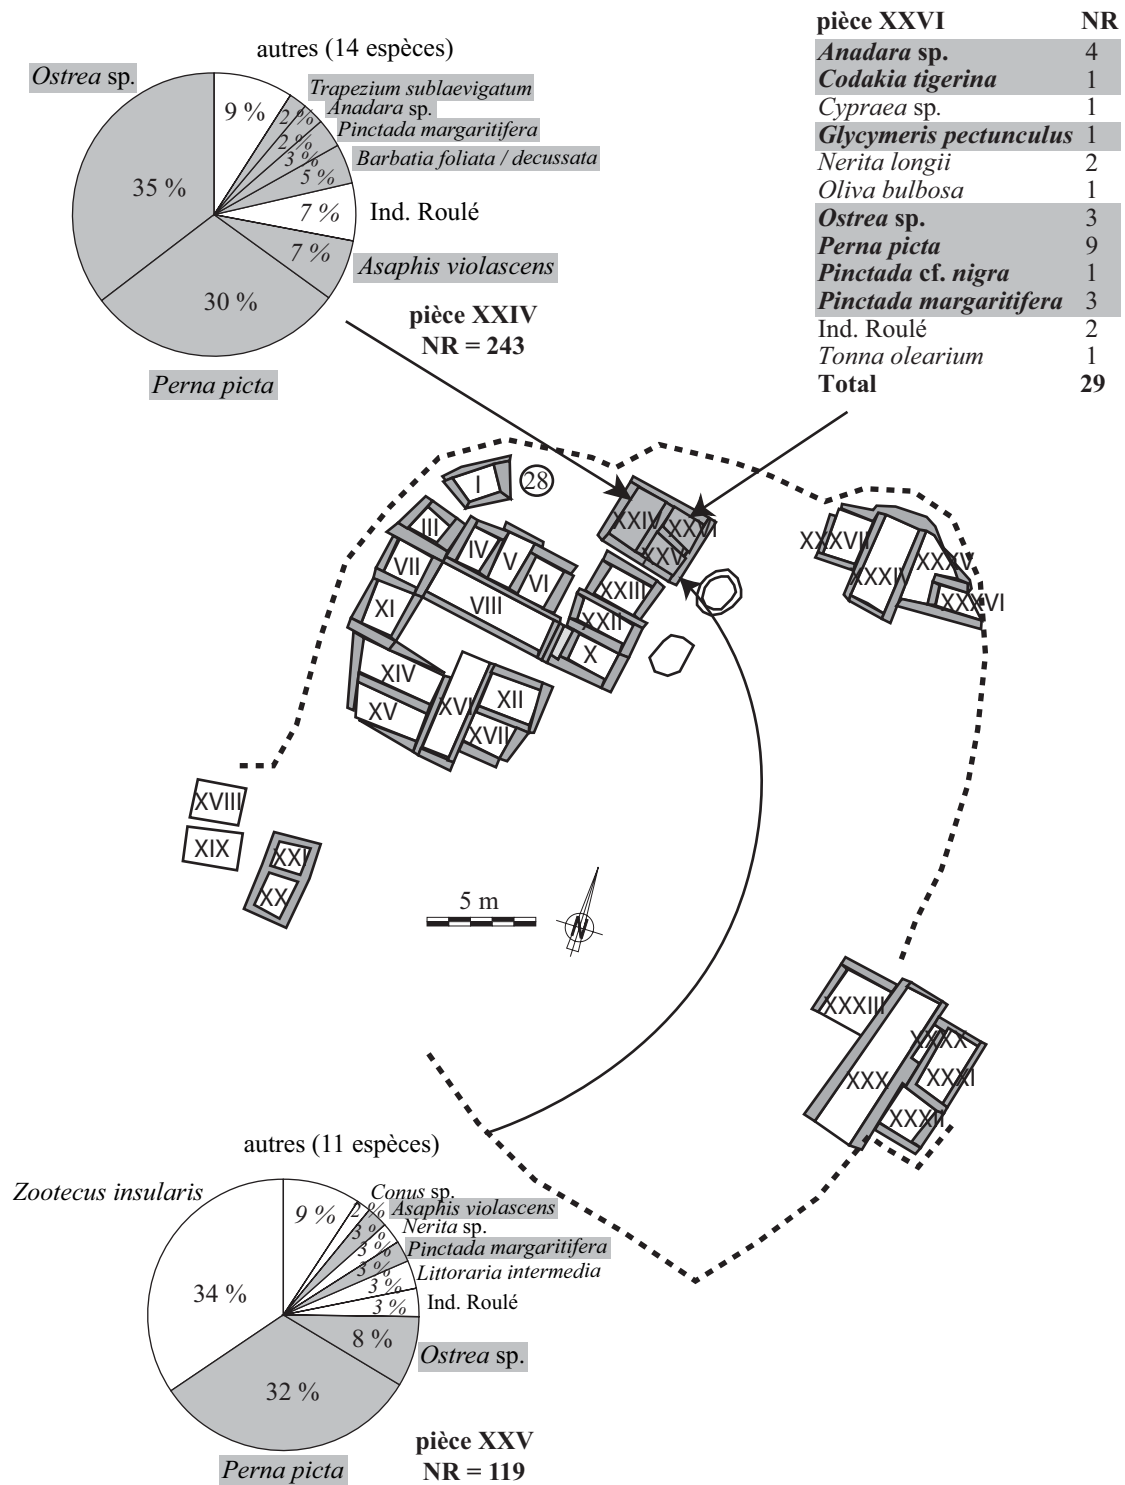 autres (14 espèces)
Ostrea sp.
Trapezium sublaevigatum
Anadara sp.
Pinctada margaritifera
Barbatia foliata / decussata
Ind. Roulé
Asaphis violascens
Perna picta
9 %
2 %
2 %
3 %
5 %
7 %
7 %
30 %
35 %
pièce XXIV
NR = 243
pièce XXVI NR
Anadara sp. 4
Codakia tigerina 1
Cypraea sp. 1
Glycymeris pectunculus 1
Nerita longii 2
Oliva bulbosa 1
Ostrea sp. 3
Perna picta 9
Pinctada cf. nigra 1
Pinctada margaritifera 3
Ind. Roulé 2
Tonna olearium 1
Total 29
I
28
III
IV
V
VI
VII
VIII
XI
XIV
XV
XVI
XII
XVII
X
XXII
XXIII
XXIV
XXVI
XXV
XXXVII
XXXIV
XXXV
XXXVI
XVIII
XIX
XXI
XX
5 m
N
XXXIII
XXX
XXXX
XXXI
XXXII
autres (11 espèces)
Zootecus insularis
Conus sp.
Asaphis violascens
Nerita sp.
Pinctada margaritifera
Littoraria intermedia
Ind. Roulé
Ostrea sp.
Perna picta
9 %
2 %
3 %
3 %
3 %
3 %
3 %
8 %
32 %
34 %
pièce XXV
NR = 119